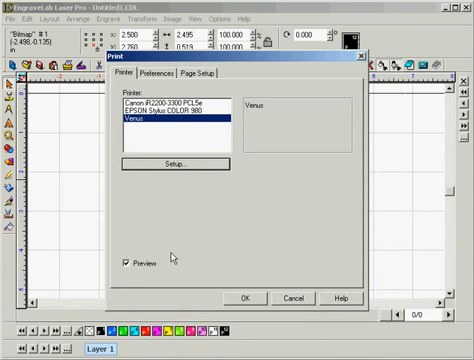 EngraveLab Laser Pro - Untitled1.CDL
File Edit Layout Arrange Engrave Transform Image View Options Help
"Bitmap" # 1
(-2.498,-0.135)
in
x: 2.500 2.495 100.000 0.000
y: 2.760 0.519 100.000
Print
Printer Preferences Page Setup
Printer:
Canon iR2200-3300 PCL5e
EPSON Stylus COLOR 980
Venus
Venus
Setup...
Preview
OK Cancel Help
0/0
Layer 1